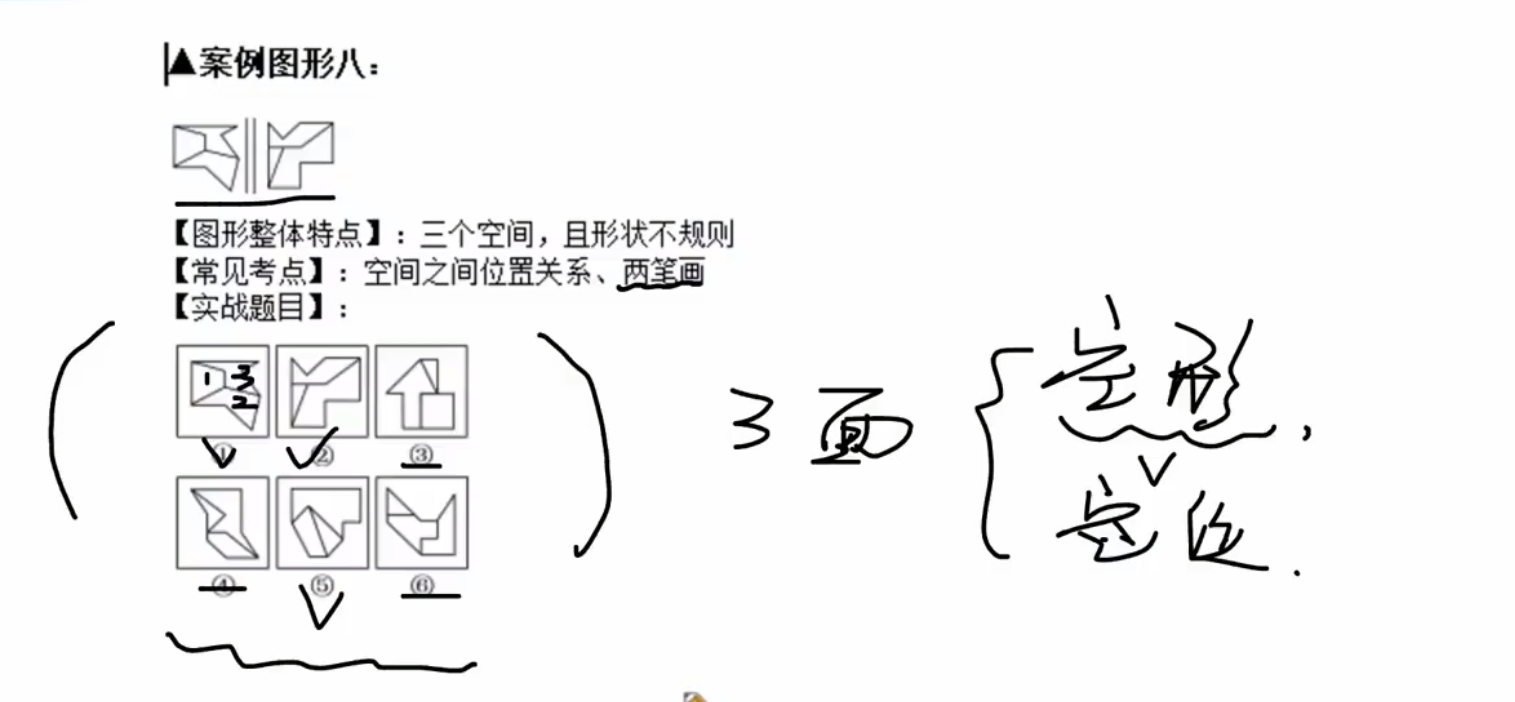 ▲案例图形八：
【图形整体特点】：三个空间，且形状不规则
【常见考点】：空间之间位置关系、两笔画
【实战题目】：
1 3
2
① ② ③
④ ⑤ ⑥
3 面
空形，
空位.